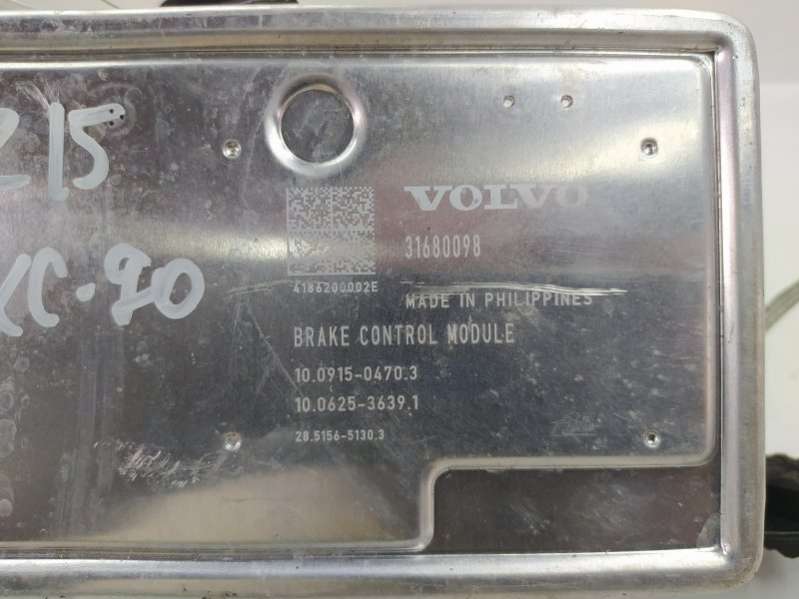 215
XC-90
VOLVO
31680098
4186200002E
MADE IN PHILIPPINES
BRAKE CONTROL MODULE
10.0915-0470.3
10.0625-3639.1
28.5156-5130.3